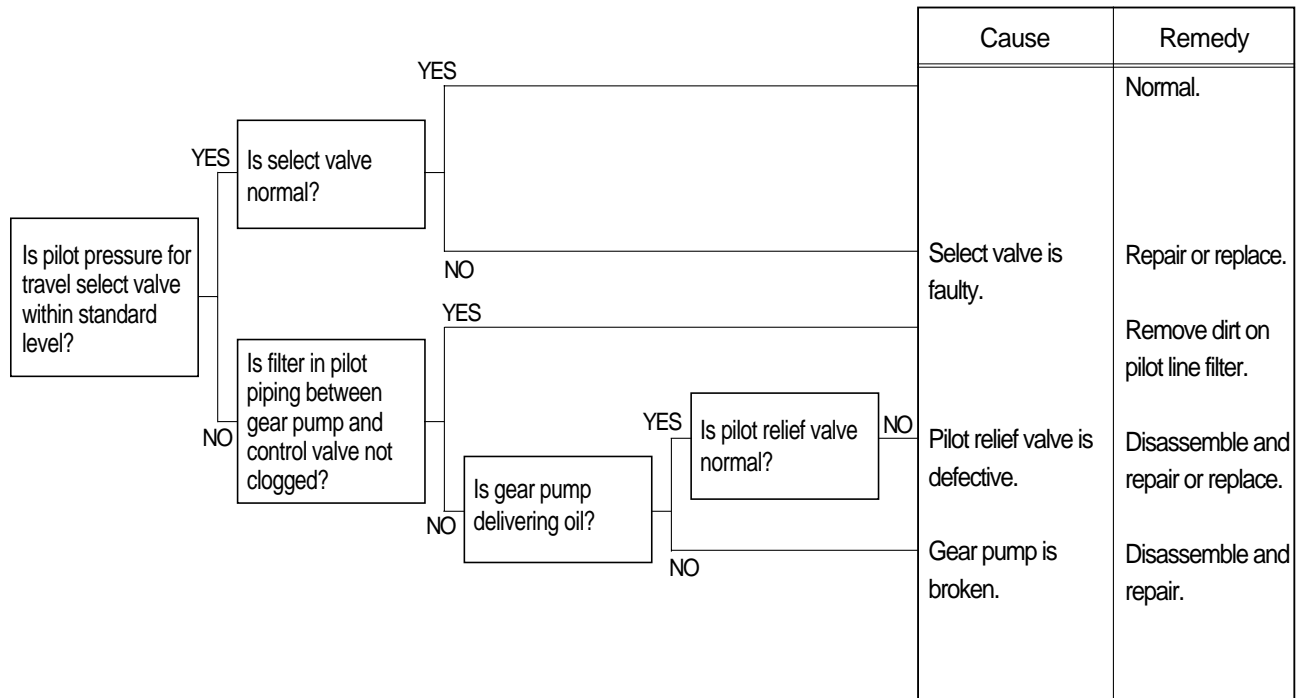 Cause
Remedy
YES
Normal.
YES
Is select valve
normal?
Is pilot pressure for
travel select valve
within standard
level?
NO
Select valve is
faulty.
Repair or replace.
YES
Remove dirt on
pilot line filter.
NO
Is filter in pilot
piping between
gear pump and
control valve not
clogged?
YES
Is pilot relief valve
normal?
NO
Pilot relief valve is
defective.
Disassemble and
repair or replace.
NO
Is gear pump
delivering oil?
NO
Gear pump is
broken.
Disassemble and
repair.